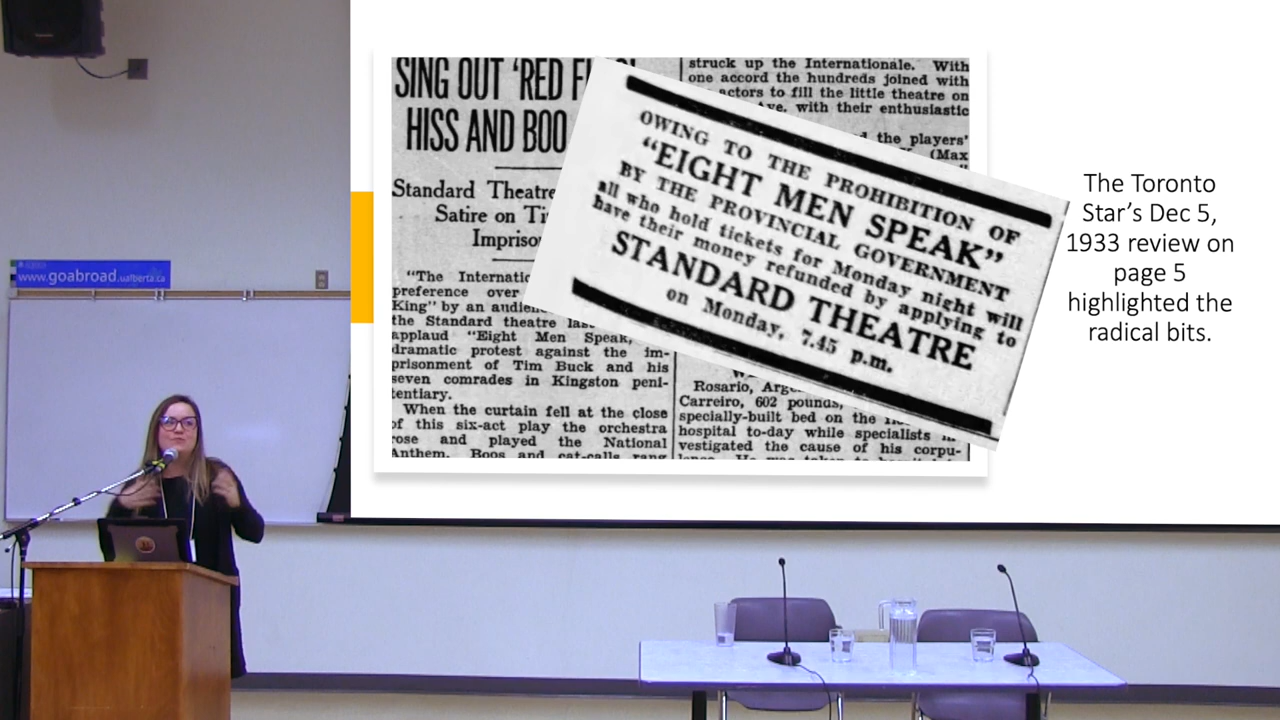 www.goabroad.ualberta.ca
SING OUT 'RED
HISS AND BOO
Standard Theatre
Satire on
"The
preference over
King" by an
the Standard theatre
applaud "Eight Men Speak,
dramatic protest against the im-
prisonment of Tim Buck and his
seven comrades in Kingston peni-
tentiary.
When the curtain fell at the close
of this six-act play the orchestra
rose and played the National
Anthem. Boos and cat-calls rang
struck up the Internationale. With
one accord the hundreds joined with
actors to fill the little theatre on
Ave. with their enthusiastic
the players'
(Max
Rosario,
Carreiro, 602 pounds,
specially-built bed on the
hospital to-day while specialists
vestigated the cause of his corpu-
OWING TO THE PROHIBITION OF
"EIGHT MEN SPEAK"
BY THE PROVINCIAL GOVERNMENT
all who hold tickets for Monday night will
have their money refunded by applying to
STANDARD THEATRE
on Monday, 7.45 p.m.
The Toronto
Star's Dec 5,
1933 review on
page 5
highlighted the
radical bits.